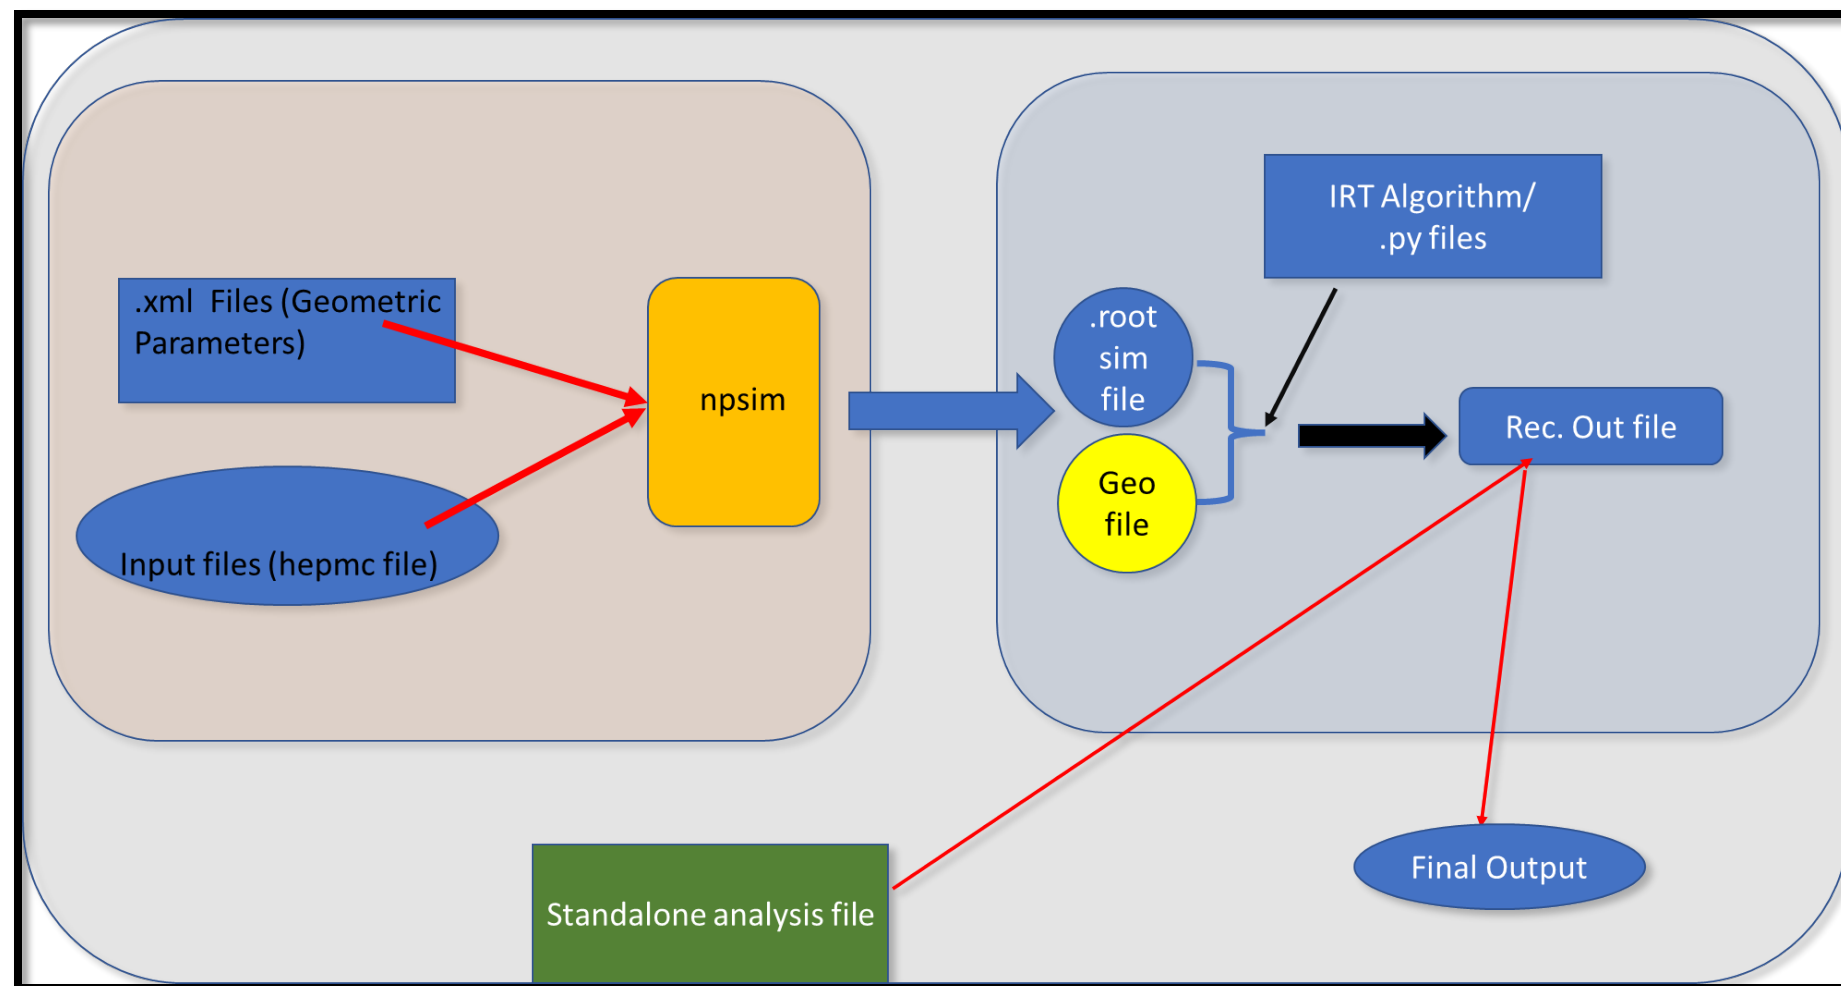 .xml  Files (Geometric
Parameters)
Input files (hepmc file)
npsim
IRT Algorithm/
.py files
.root
sim
file
Geo
file
Rec. Out file
Standalone analysis file
Final Output